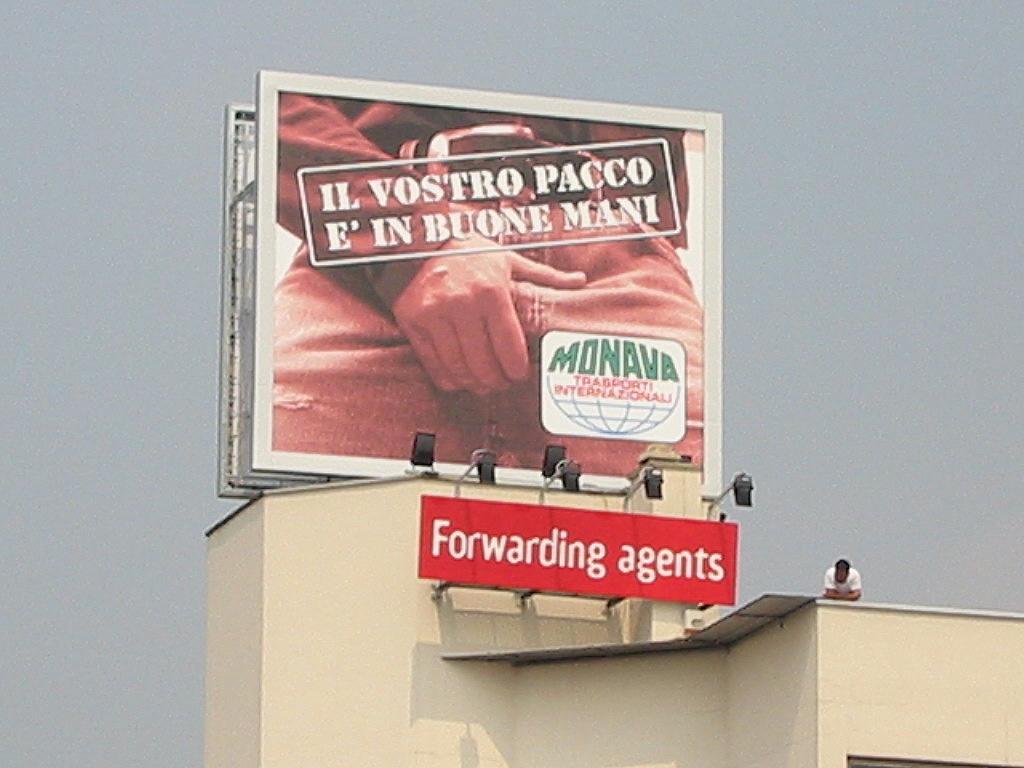 IL VOSTRO PACCO
E' IN BUONE MANI
MONAVA
TRASPORTI
INTERNAZIONALI
Forwarding agents